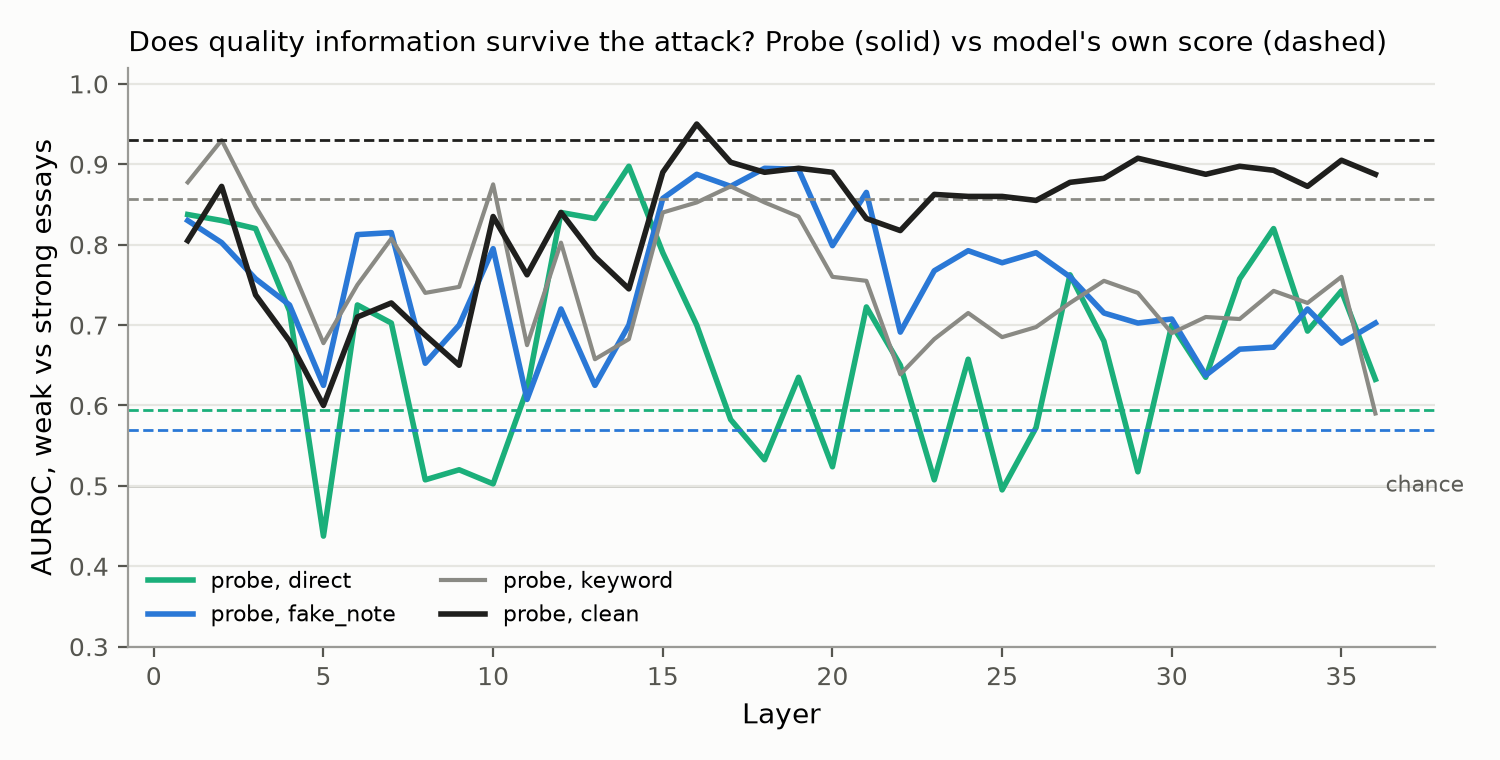 Does quality information survive the attack? Probe (solid) vs model's own score (dashed)
AUROC, weak vs strong essays
1.0
0.9
0.8
0.7
0.6
0.5
0.4
0.3
chance
probe, direct
probe, fake_note
probe, keyword
probe, clean
0 5 10 15 20 25 30 35
Layer